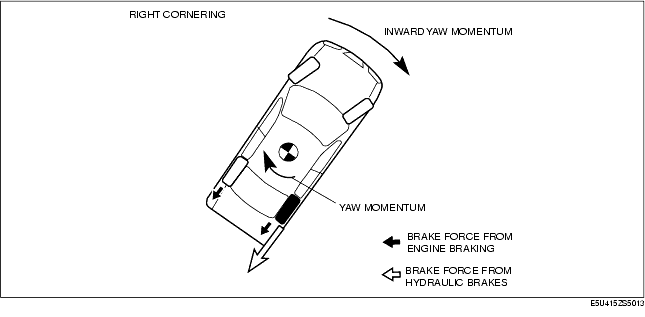 RIGHT CORNERING
INWARD YAW MOMENTUM
YAW MOMENTUM
BRAKE FORCE FROM
ENGINE BRAKING
BRAKE FORCE FROM
HYDRAULIC BRAKES
E5U415ZS5013